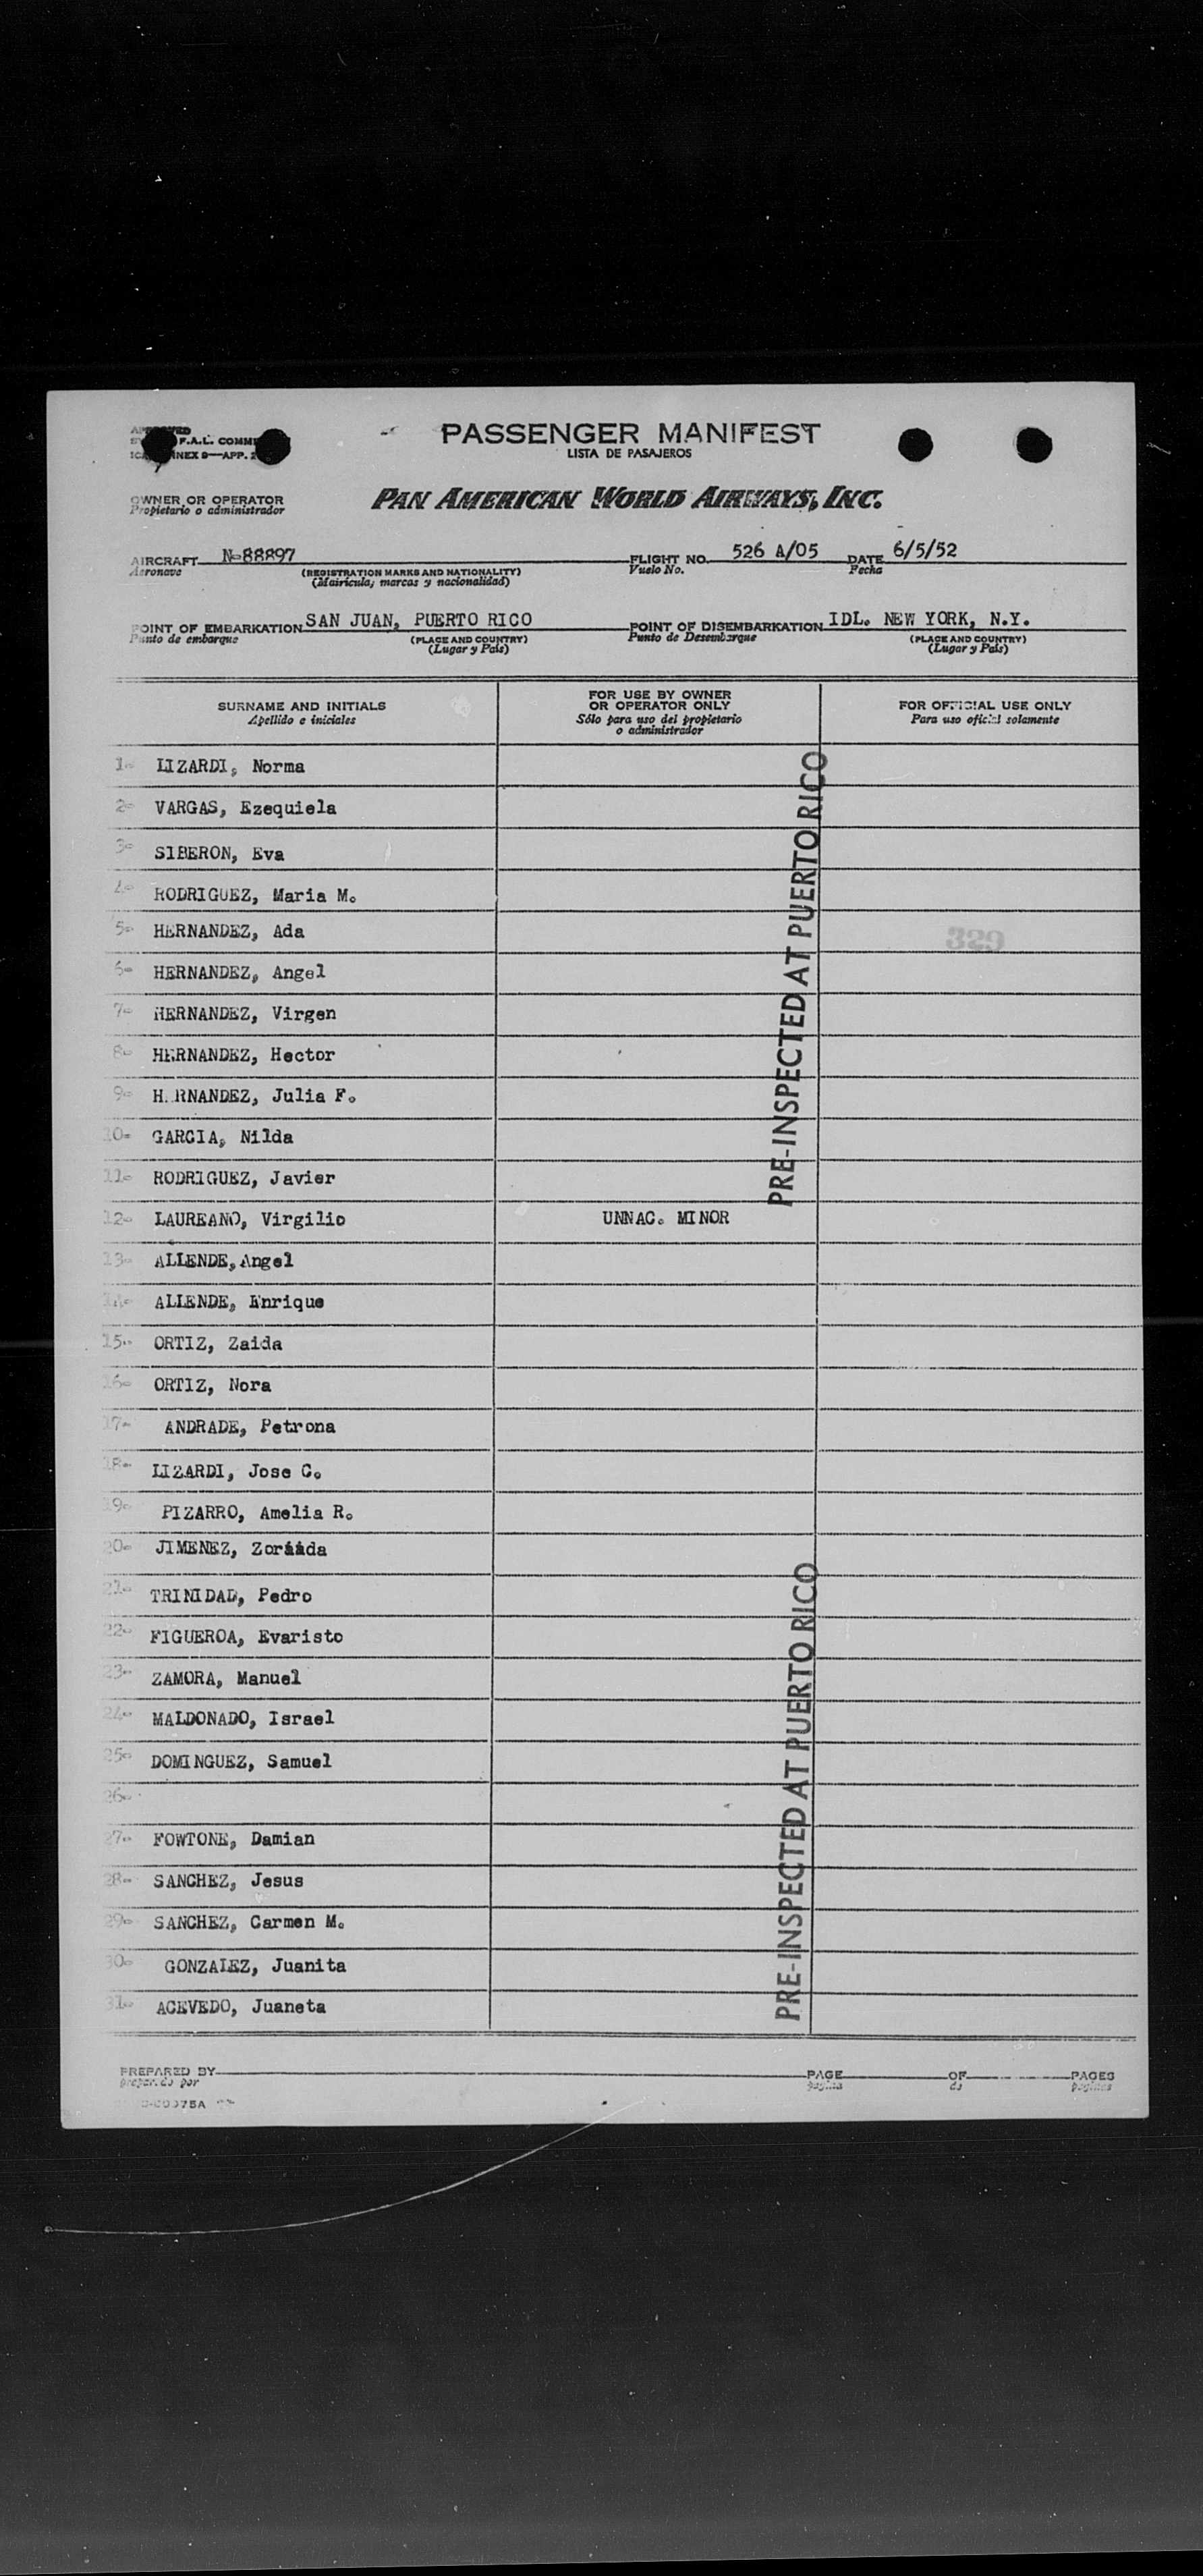 PASSENGER MANIFEST
LISTA DE PASAJEROS
F.A.L.
OWNER OR OPERATOR
Propietario o administrador
PAN AMERICAN WORLD AIRWAYS, INC.
AIRCRAFT N-88897 FLIGHT NO. 526 A/05 DATE 6/5/52
Aeronave (REGISTRATION MARKS AND NATIONALITY) Vuelo No. Fecha
(Matrícula, marcas y nacionalidad)
POINT OF EMBARKATION SAN JUAN, PUERTO RICO POINT OF DISEMBARKATION IDL. NEW YORK, N.Y.
Punto de embarque (PLACE AND COUNTRY) Punto de Desembarque (PLACE AND COUNTRY)
(Lugar y País) (Lugar y País)
SURNAME AND INITIALS
Apellido e iniciales
FOR USE BY OWNER
OR OPERATOR ONLY
Sólo para uso del propietario
o administrador
FOR OFFICIAL USE ONLY
Para uso oficial solamente
1- LIZARDI, Norma
2- VARGAS, Ezequiela
3- SIBERON, Eva
4- RODRIGUEZ, Maria M.
5- HERNANDEZ, Ada
329
6- HERNANDEZ, Angel
7- HERNANDEZ, Virgen
8- HERNANDEZ, Hector
9- H.RNANDEZ, Julia F.
10- GARCIA, Nilda
11- RODRIGUEZ, Javier
12- LAUREANO, Virgilio UNNAC. MINOR
13- ALLENDE, Angel
14- ALLENDE, Enrique
15- ORTIZ, Zaida
16- ORTIZ, Nora
17- ANDRADE, Petrona
18- LIZARDI, Jose C.
19- PIZARRO, Amelia R.
20- JIMENEZ,
21- TRINIDAD, Pedro
22- FIGUEROA, Evaristo
23- ZAMORA, Manuel
24- MALDONADO, Israel
25- DOMINGUEZ, Samuel
26-
27- FOWTONE, Damian
28- SANCHEZ, Jesus
29- SANCHEZ, Carmen M.
30- GONZALEZ, Juanita
31- ACEVEDO, Juaneta
PRE-INSPECTED AT PUERTO RICO
PRE-INSPECTED AT PUERTO RICO
PREPARED BY PAGE OF PAGES
preparado por página de páginas